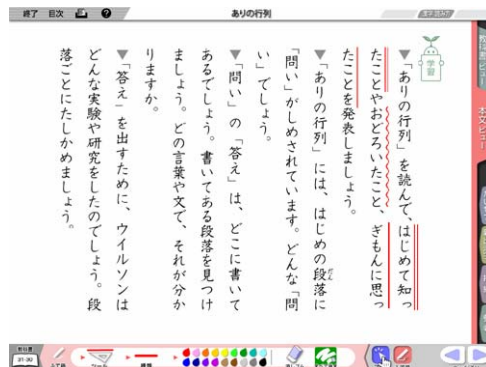 終了 目次
ありの行列
学習
▼「ありの行列」を読んで、はじめて知っ
たことやおどろいたこと、ぎもんに思っ
たことを発表しましょう。
▼「ありの行列」には、はじめの段落に
「問い」がしめされています。どんな「問
い」でしょう。
▼「問い」の「答え」は、どこに書いて
あるでしょう。書いてある段落を見つけ
ましょう。どの言葉や文で、それが分か
りますか。
▼「答え」を出すために、ウイルソンは
どんな実験や研究をしたのでしょう。段
落ごとにたしかめましょう。
本文ビュー